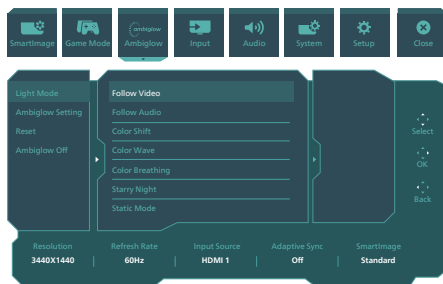 ambiglow
SmartImage Game Mode Ambiglow Input Audio System Setup Close
Light Mode
Ambiglow Setting
Reset
Ambiglow Off
Follow Video
Follow Audio
Color Shift
Color Wave
Color Breathing
Starry Night
Static Mode
Select
OK
Back
Resolution Refresh Rate Input Source Adaptive Sync SmartImage
3440X1440 60Hz HDMI 1 Off Standard